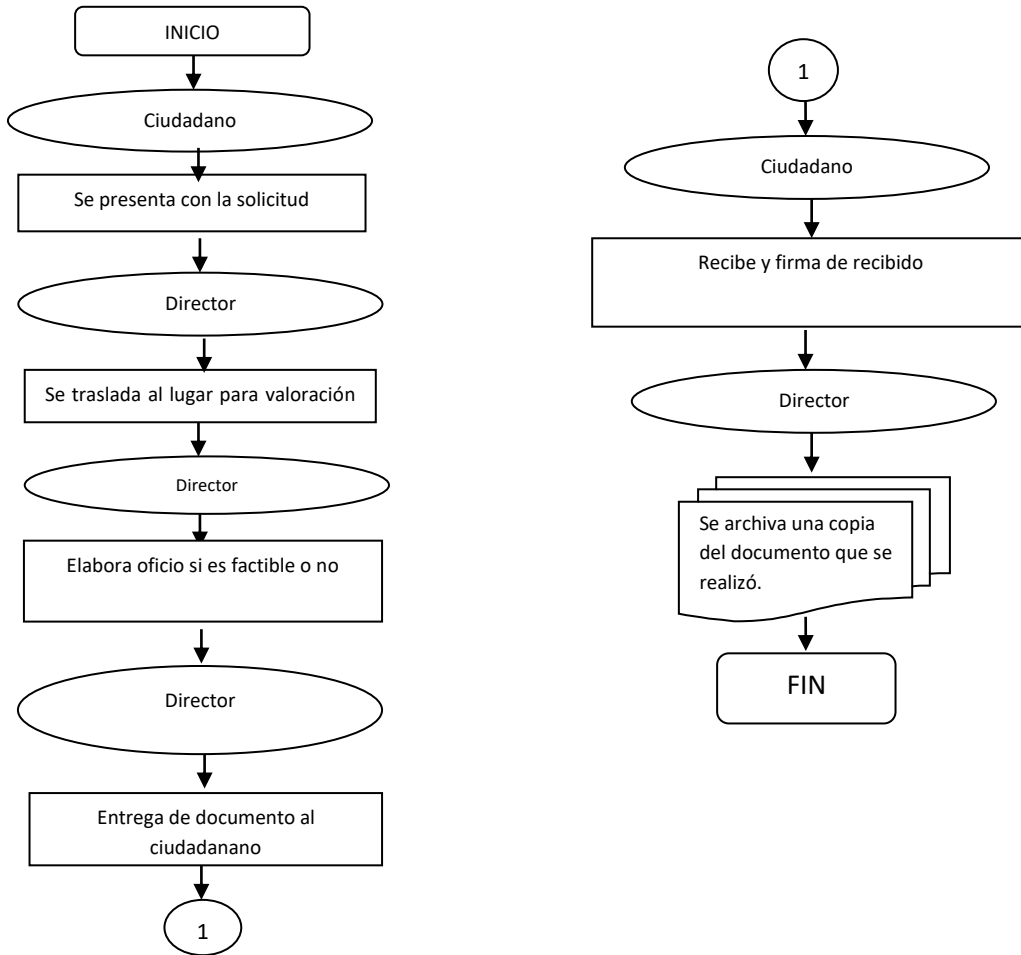 INICIO
Ciudadano
Se presenta con la solicitud
Director
Se traslada al lugar para valoración
Director
Elabora oficio si es factible o no
Director
Entrega de documento al
ciudadanano
1
1
Ciudadano
Recibe y firma de recibido
Director
Se archiva una copia
del documento que se
realizó.
FIN